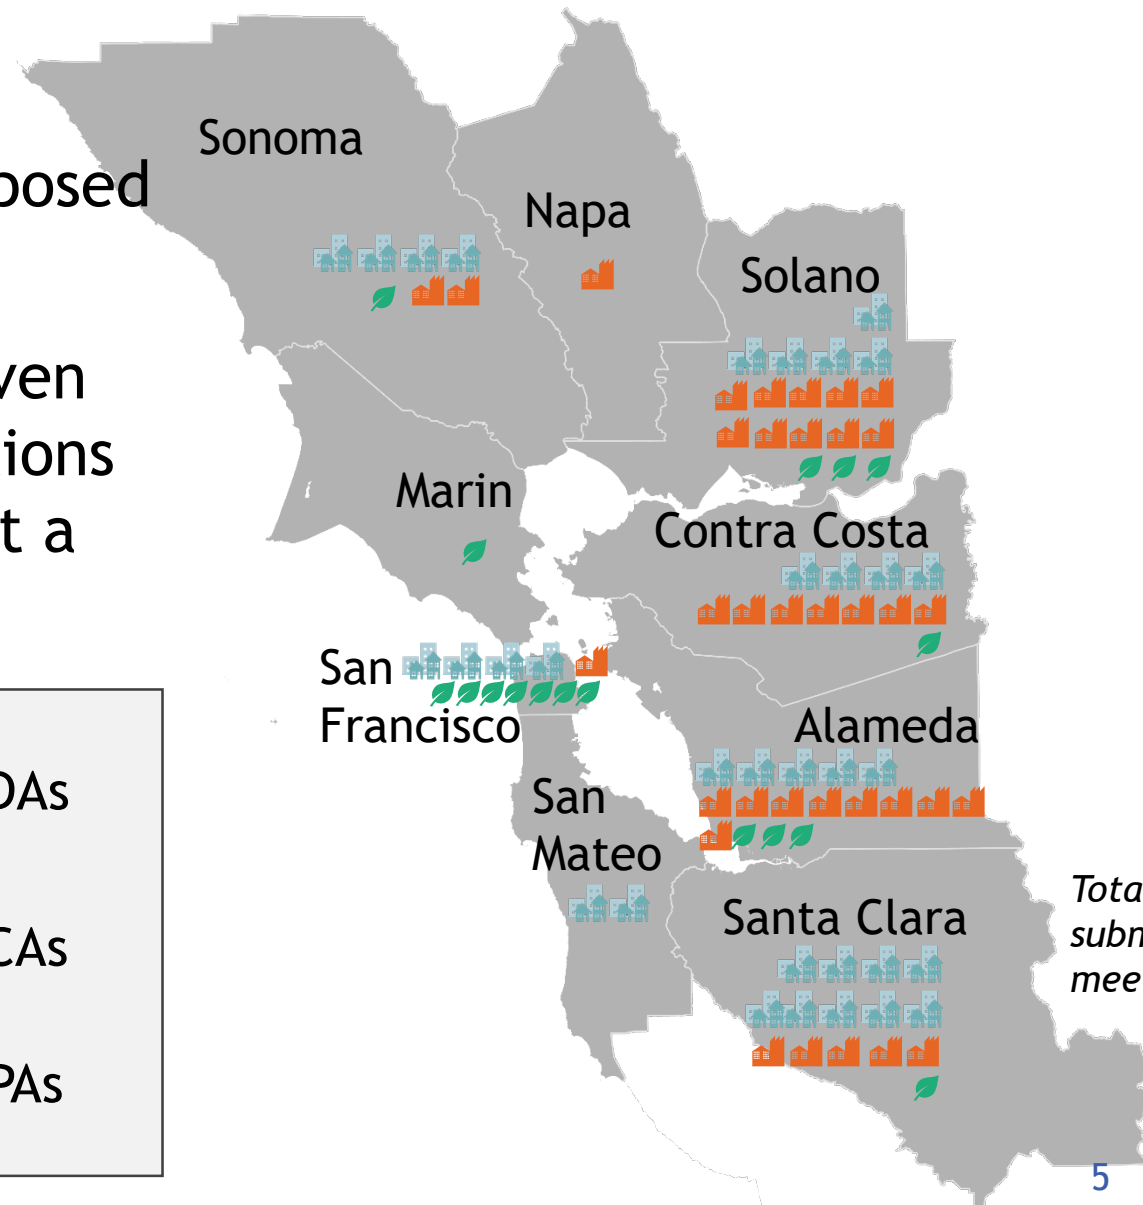 posed
ven
ions
t a
DAs
CAs
PAs
Sonoma
Napa
Solano
Marin
Contra Costa
San
Francisco
Alameda
San
Mateo
Santa Clara
Tota
subm
mee
5